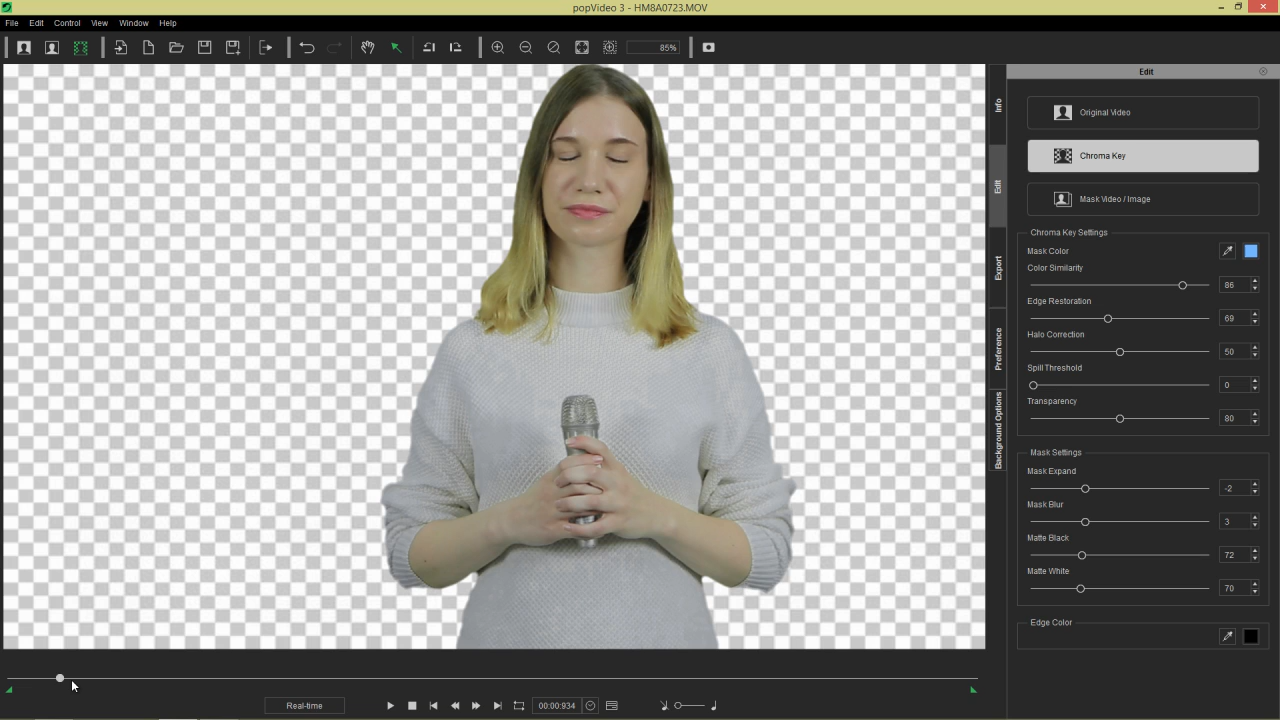 popVideo 3 - HM8A0723.MOV
File Edit Control View Window Help
85%
Info
Edit
Export
Preference
Background Options
Edit
Original Video
Chroma Key
Mask Video / Image
Chroma Key Settings
Mask Color
Color Similarity
86
Edge Restoration
69
Halo Correction
50
Spill Threshold
0
Transparency
80
Mask Settings
Mask Expand
-2
Mask Blur
3
Matte Black
72
Matte White
70
Edge Color
Real-time
00:00:934